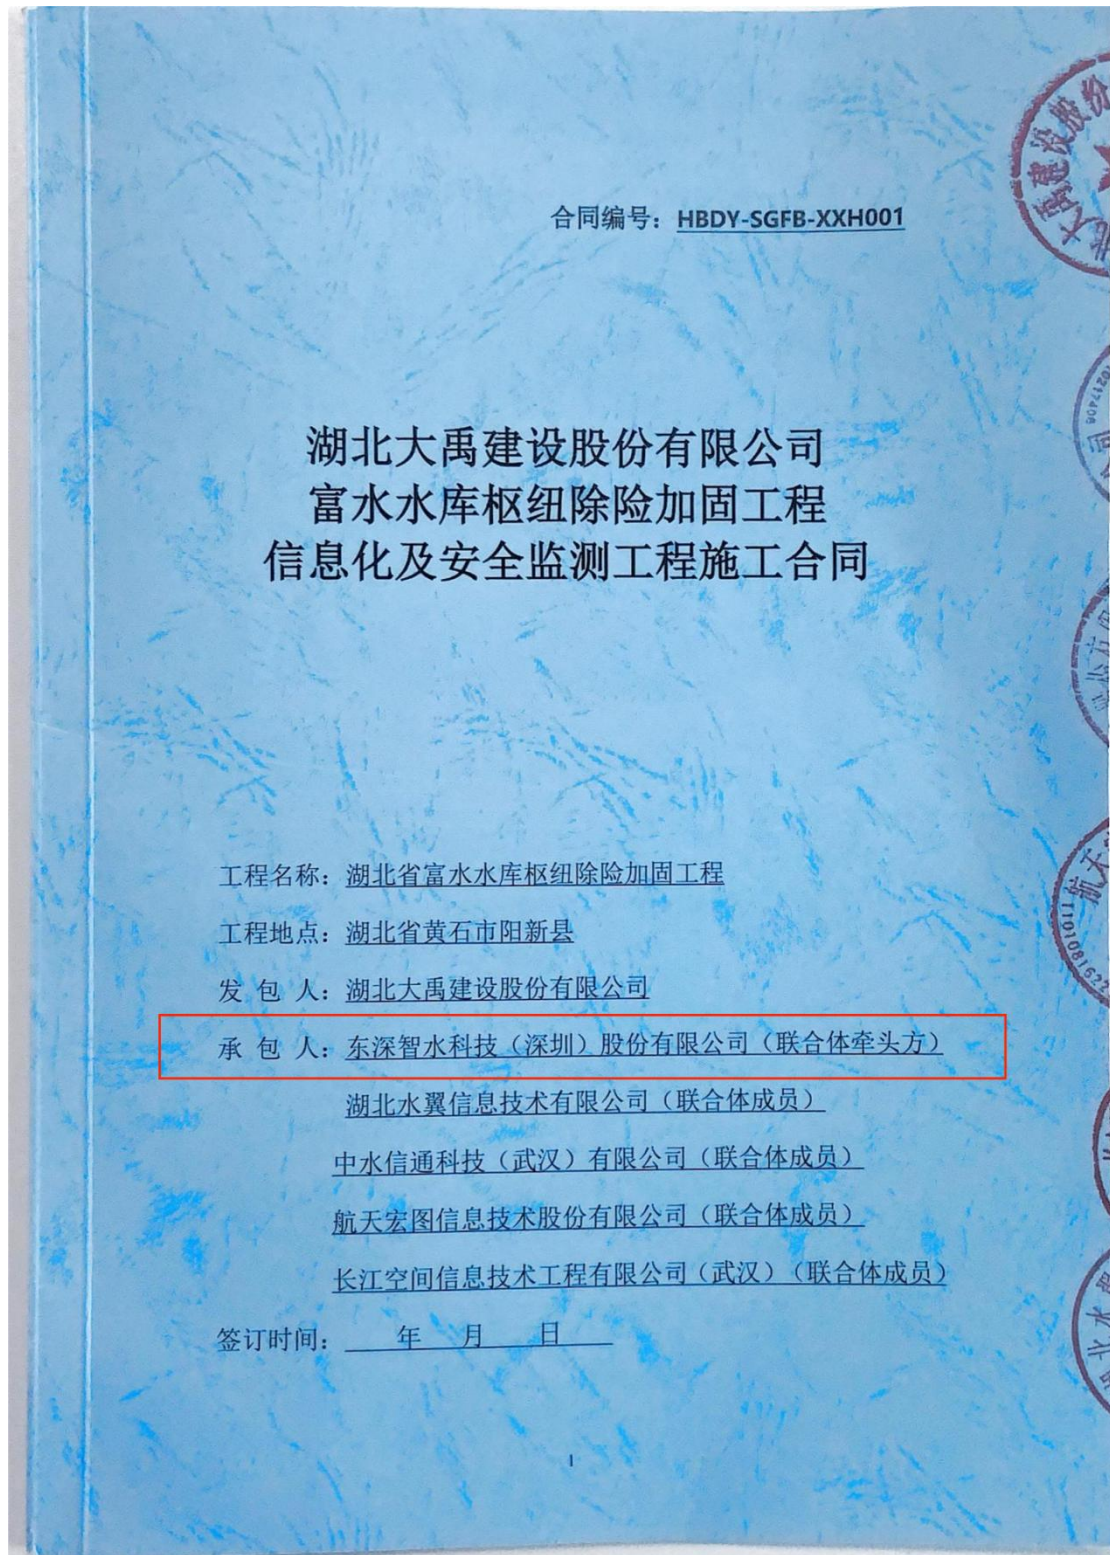 合同编号：HBDY-SGFB-XXH001
湖北大禹建设股份有限公司
富水水库枢纽除险加固工程
信息化及安全监测工程施工合同
工程名称：湖北省富水水库枢纽除险加固工程
工程地点：湖北省黄石市阳新县
发 包 人：湖北大禹建设股份有限公司
承 包 人：东深智水科技（深圳）股份有限公司（联合体牵头方）
湖北水翼信息技术有限公司（联合体成员）
中水信通科技（武汉）有限公司（联合体成员）
航天宏图信息技术股份有限公司（联合体成员）
长江空间信息技术工程有限公司（武汉）（联合体成员）
签订时间： 年 月 日
1
大禹建设股份
航天
北水